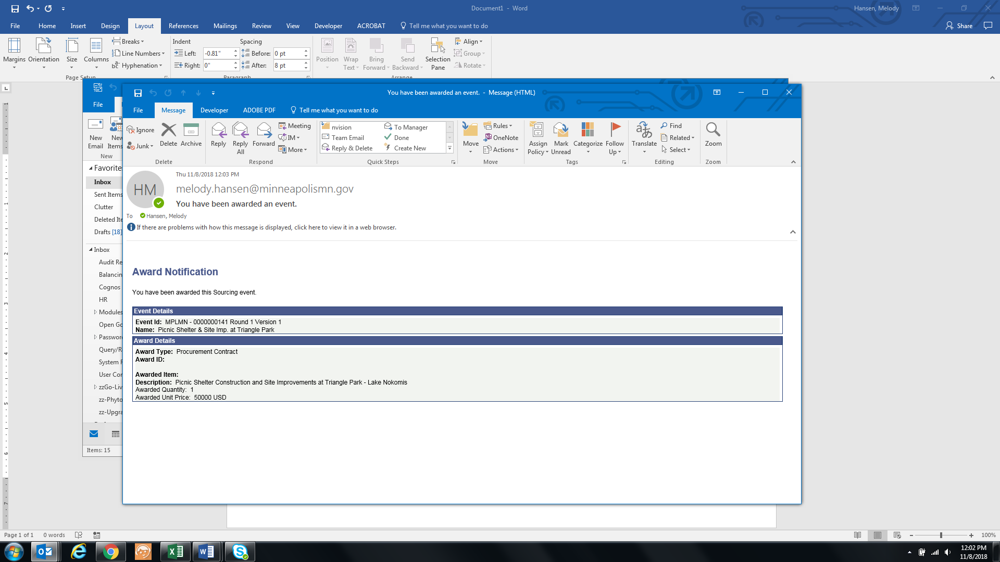 Document1 - Word
Hansen, Melody
File Home Insert Design Layout References Mailings Review View Developer ACROBAT Tell me what you want to do
Share
Margins
Orientation
Size
Columns
Breaks
Line Numbers
Hyphenation
Page Setup
Indent
Left: -0.81"
Right: 0"
Spacing
Before: 0 pt
After: 8 pt
Paragraph
Position
Wrap Text
Bring Forward
Send Backward
Selection Pane
Align
Group
Rotate
Arrange
File
New Email
New Items
New
Favorite
Inbox
Sent Items
Clutter
Deleted Ite
Drafts [18]
Inbox
Audit Re
Balancin
Cognos
HR
Modules
Open Go
Passwor
Query/Re
System F
User Cor
zzGo-Liv
zz-Phyto
zz-Upgra
Items: 15
You have been awarded an event. - Message (HTML)
File Message Developer ADOBE PDF Tell me what you want to do
Ignore
Junk
Delete
Archive
Delete
Reply
Reply All
Forward
Meeting
IM
More
Respond
nvision
Team Email
Reply & Delete
To Manager
Done
Create New
Quick Steps
Move
Rules
OneNote
Actions
Move
Assign Policy
Mark Unread
Categorize
Follow Up
Tags
Translate
Find
Related
Select
Editing
Zoom
Zoom
Thu 11/8/2018 12:03 PM
HM
melody.hansen@minneapolismn.gov
You have been awarded an event.
To Hansen, Melody
If there are problems with how this message is displayed, click here to view it in a web browser.
Award Notification
You have been awarded this Sourcing event.
Event Details
Event Id: MPLMN - 0000000141 Round 1 Version 1
Name: Picnic Shelter & Site Imp. at Triangle Park
Award Details
Award Type: Procurement Contract
Award ID:
Awarded Item:
Description: Picnic Shelter Construction and Site Improvements at Triangle Park - Lake Nokomis
Awarded Quantity: 1
Awarded Unit Price: 50000 USD
Page 1 of 1 0 words
100%
12:02 PM
11/8/2018